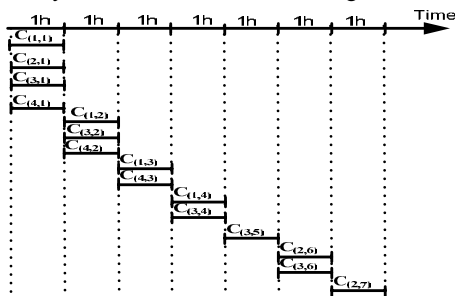 1h 1h 1h 1h 1h 1h 1h Time
C(1,1)
C(2,1)
C(3,1)
C(4,1)
C(1,2)
C(3,2)
C(4,2)
C(1,3)
C(4,3)
C(1,4)
C(3,4)
C(3,5)
C(2,6)
C(3,6)
C(2,7)